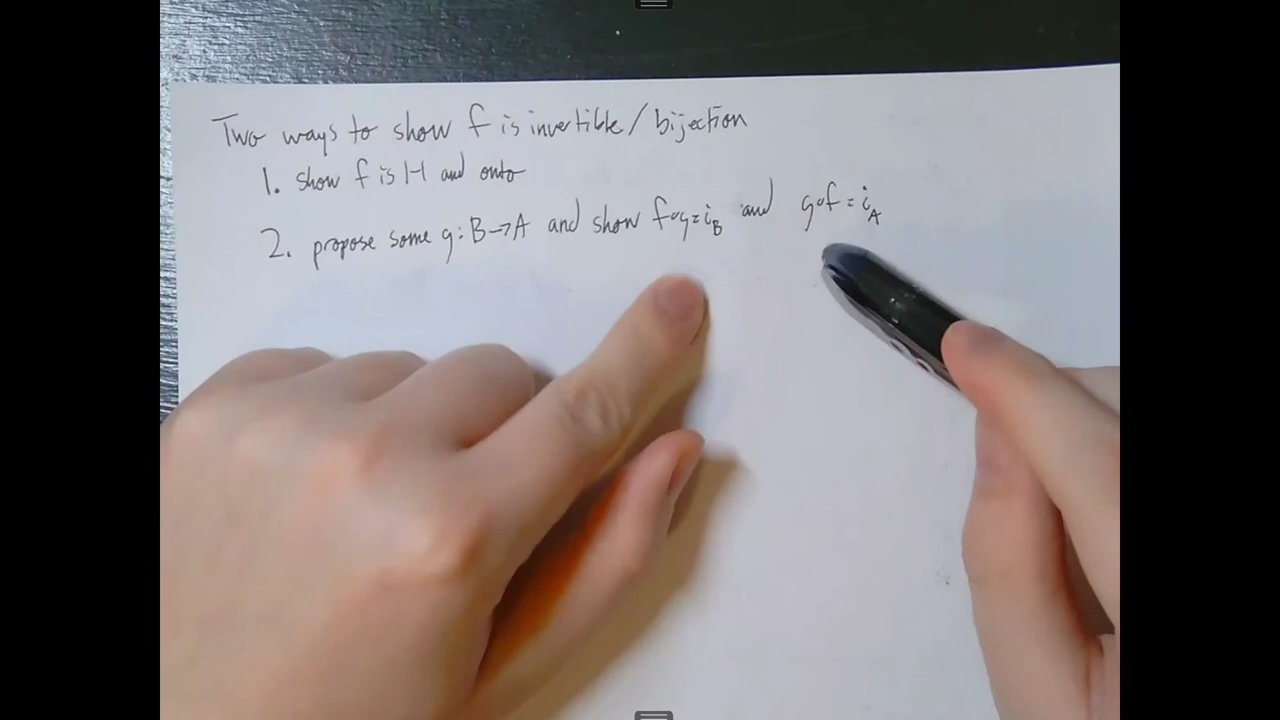 Two ways to show f is invertible/bijection
1. show f is 1-1 and onto
2. propose some g: B→A and show f∘g=i_B and g∘f=i_A